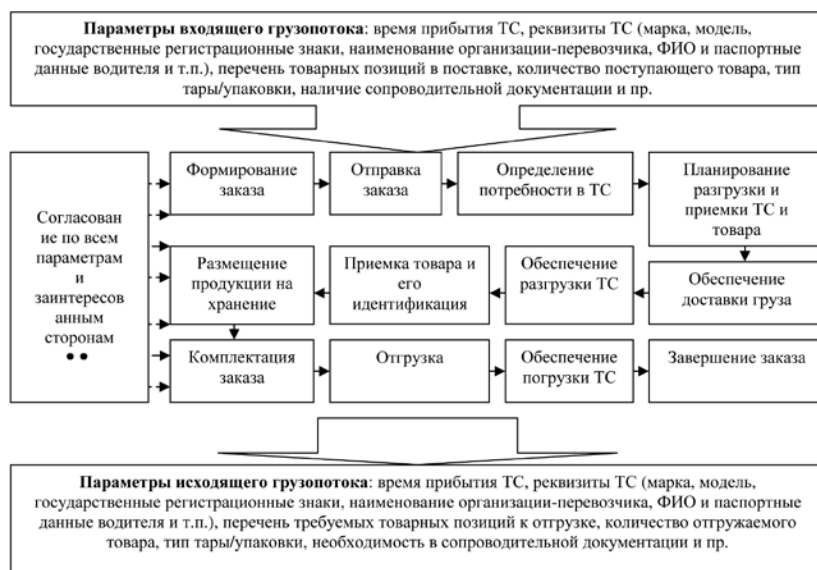 Параметры входящего грузопотока: время прибытия ТС, реквизиты ТС (марка, модель,
государственные регистрационные знаки, наименование организации-перевозчика, ФИО и паспортные
данные водителя и т.п.), перечень товарных позиций в поставке, количество поступающего товара, тип
тары/упаковки, наличие сопроводительной документации и пр.
Согласован
ие по всем
параметрам
и
заинтересов
анным
сторонам
Формирование
заказа
Отправка
заказа
Определение
потребности в ТС
Планирование
разгрузки и
приемки ТС и
товара
Размещение
продукции на
хранение
Приемка товара и
его
идентификация
Обеспечение
разгрузки ТС
Обеспечение
доставки груза
Комплектация
заказа
Отгрузка
Обеспечение
погрузки ТС
Завершение заказа
Параметры исходящего грузопотока: время прибытия ТС, реквизиты ТС (марка, модель,
государственные регистрационные знаки, наименование организации-перевозчика, ФИО и паспортные
данные водителя и т.п.), перечень требуемых товарных позиций к отгрузке, количество отгружаемого
товара, тип тары/упаковки, необходимость в сопроводительной документации и пр.